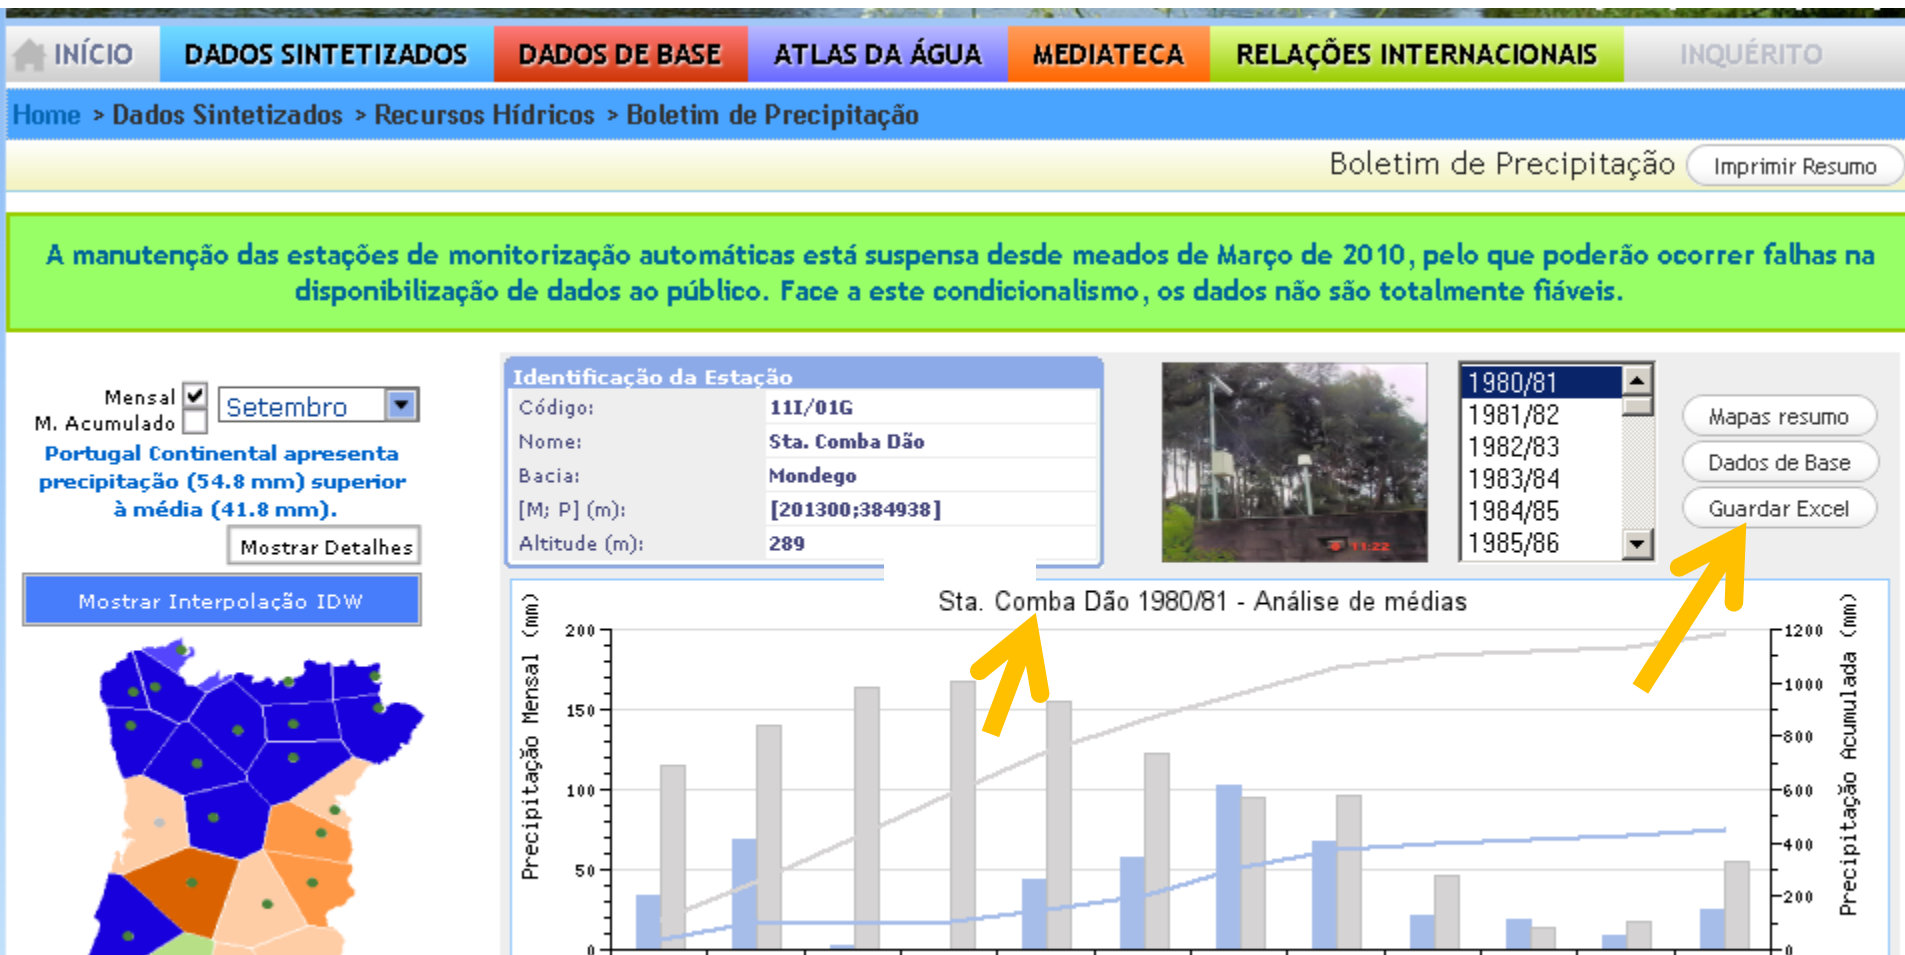 INÍCIO DADOS SINTETIZADOS DADOS DE BASE ATLAS DA ÁGUA MEDIATECA RELAÇÕES INTERNACIONAIS INQUÉRITO
Home > Dados Sintetizados > Recursos Hídricos > Boletim de Precipitação
Boletim de Precipitação Imprimir Resumo
A manutenção das estações de monitorização automáticas está suspensa desde meados de Março de 2010, pelo que poderão ocorrer falhas na
disponibilização de dados ao público. Face a este condicionalismo, os dados não são totalmente fiáveis.
Mensal Setembro
M. Acumulado
Portugal Continental apresenta
precipitação (54.8 mm) superior
à média (41.8 mm).
Mostrar Detalhes
Mostrar Interpolação IDW
Identificação da Estação
Código: 11I/01G
Nome: Sta. Comba Dão
Bacia: Mondego
[M; P] (m): [201300;384938]
Altitude (m): 289
11:22
1980/81
1981/82
1982/83
1983/84
1984/85
1985/86
Mapas resumo
Dados de Base
Guardar Excel
Sta. Comba Dão 1980/81 - Análise de médias
Precipitação Mensal (mm)
200
150
100
50
0
1200
1000
800
600
400
200
0
Precipitação Acumulada (mm)